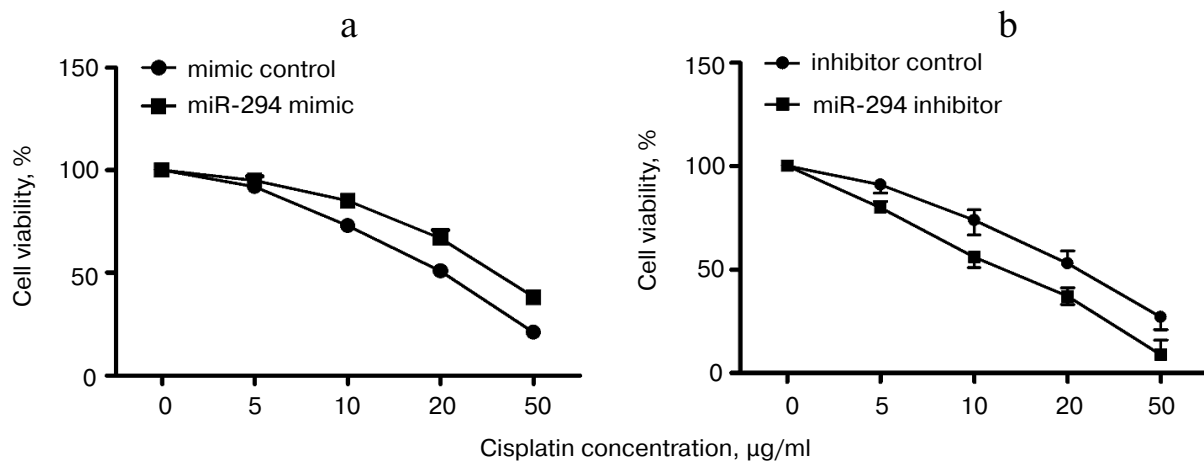 a
mimic control
miR-294 mimic
Cell viability, %
150
100
50
0
0 5 10 20 50
b
inhibitor control
miR-294 inhibitor
Cell viability, %
150
100
50
0
0 5 10 20 50
Cisplatin concentration, μg/ml